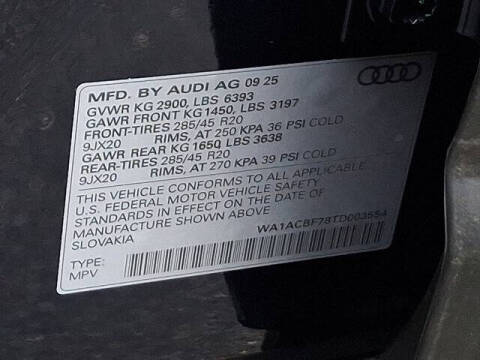 MFD. BY AUDI AG 09 25
GVWR KG 2900, LBS 6393
GAWR FRONT KG1450, LBS 3197
FRONT-TIRES 285/45 R20
9JX20 RIMS, AT 250 KPA 36 PSI COLD
GAWR REAR KG 1650 LBS 3638
REAR-TIRES 285/45 R20
9JX20 RIMS, AT 270 KPA 39 PSI COLD
THIS VEHICLE CONFORMS TO ALL APPLICABLE
U.S. FEDERAL MOTOR VEHICLE SAFETY
STANDARDS IN EFFECT ON THE DATE OF
MANUFACTURE SHOWN ABOVE
SLOVAKIA WA1ACBF78TD003554
TYPE:
MPV